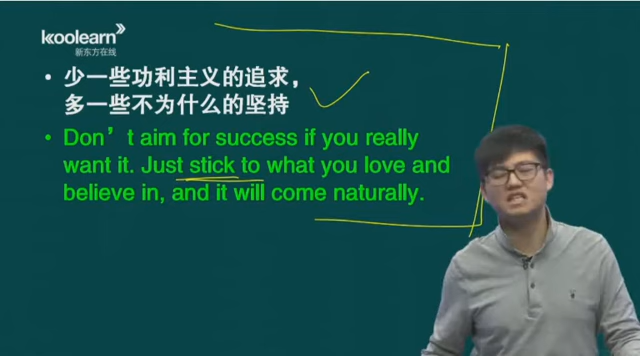 koolearn
新东方在线
• 少一些功利主义的追求，
多一些不为什么的坚持
• Don't aim for success if you really
want it. Just stick to what you love and
believe in, and it will come naturally.